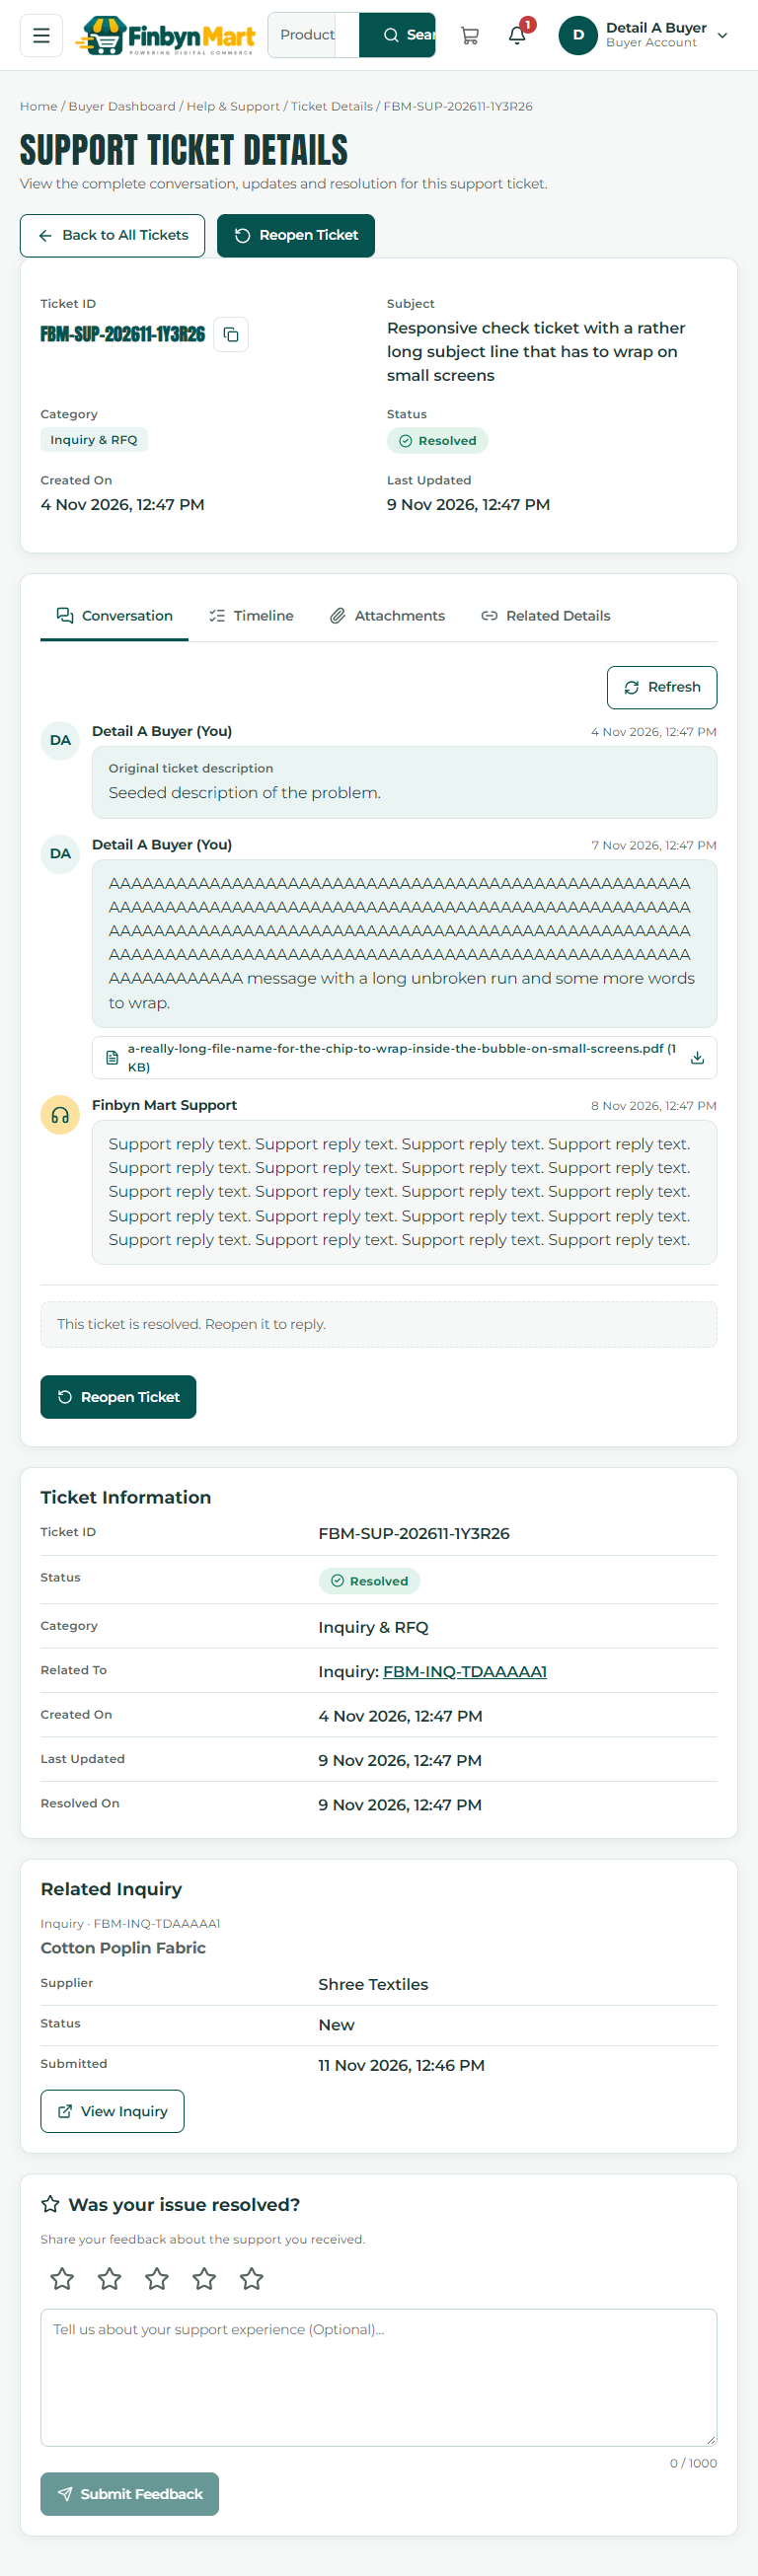 FinbynMart
POWERING DIGITAL COMMERCE
Product
Sear
1
D
Detail A Buyer
Buyer Account
Home / Buyer Dashboard / Help & Support / Ticket Details / FBM-SUP-202611-1Y3R26
SUPPORT TICKET DETAILS
View the complete conversation, updates and resolution for this support ticket.
Back to All Tickets
Reopen Ticket
Ticket ID
FBM-SUP-202611-1Y3R26
Subject
Responsive check ticket with a rather
long subject line that has to wrap on
small screens
Category
Inquiry & RFQ
Status
Resolved
Created On
4 Nov 2026, 12:47 PM
Last Updated
9 Nov 2026, 12:47 PM
Conversation
Timeline
Attachments
Related Details
Refresh
DA
Detail A Buyer (You)
4 Nov 2026, 12:47 PM
Original ticket description
Seeded description of the problem.
DA
Detail A Buyer (You)
7 Nov 2026, 12:47 PM
AAAAAAAAAAAAAAAAAAAAAAAAAAAAAAAAAAAAAAAAAAAAAAAAAAAA
AAAAAAAAAAAAAAAAAAAAAAAAAAAAAAAAAAAAAAAAAAAAAAAAAAAA
AAAAAAAAAAAAAAAAAAAAAAAAAAAAAAAAAAAAAAAAAAAAAAAAAAAA
AAAAAAAAAAAAAAAAAAAAAAAAAAAAAAAAAAAAAAAAAAAAAAAAAAAA
AAAAAAAAAAAA message with a long unbroken run and some more words
to wrap.
a-really-long-file-name-for-the-chip-to-wrap-inside-the-bubble-on-small-screens.pdf (1
KB)
Finbyn Mart Support
8 Nov 2026, 12:47 PM
Support reply text. Support reply text. Support reply text. Support reply text.
Support reply text. Support reply text. Support reply text. Support reply text.
Support reply text. Support reply text. Support reply text. Support reply text.
Support reply text. Support reply text. Support reply text. Support reply text.
Support reply text. Support reply text. Support reply text. Support reply text.
This ticket is resolved. Reopen it to reply.
Reopen Ticket
Ticket Information
Ticket ID
FBM-SUP-202611-1Y3R26
Status
Resolved
Category
Inquiry & RFQ
Related To
Inquiry: FBM-INQ-TDAAAAA1
Created On
4 Nov 2026, 12:47 PM
Last Updated
9 Nov 2026, 12:47 PM
Resolved On
9 Nov 2026, 12:47 PM
Related Inquiry
Inquiry · FBM-INQ-TDAAAAA1
Cotton Poplin Fabric
Supplier
Shree Textiles
Status
New
Submitted
11 Nov 2026, 12:46 PM
View Inquiry
Was your issue resolved?
Share your feedback about the support you received.
Tell us about your support experience (Optional)...
0 / 1000
Submit Feedback